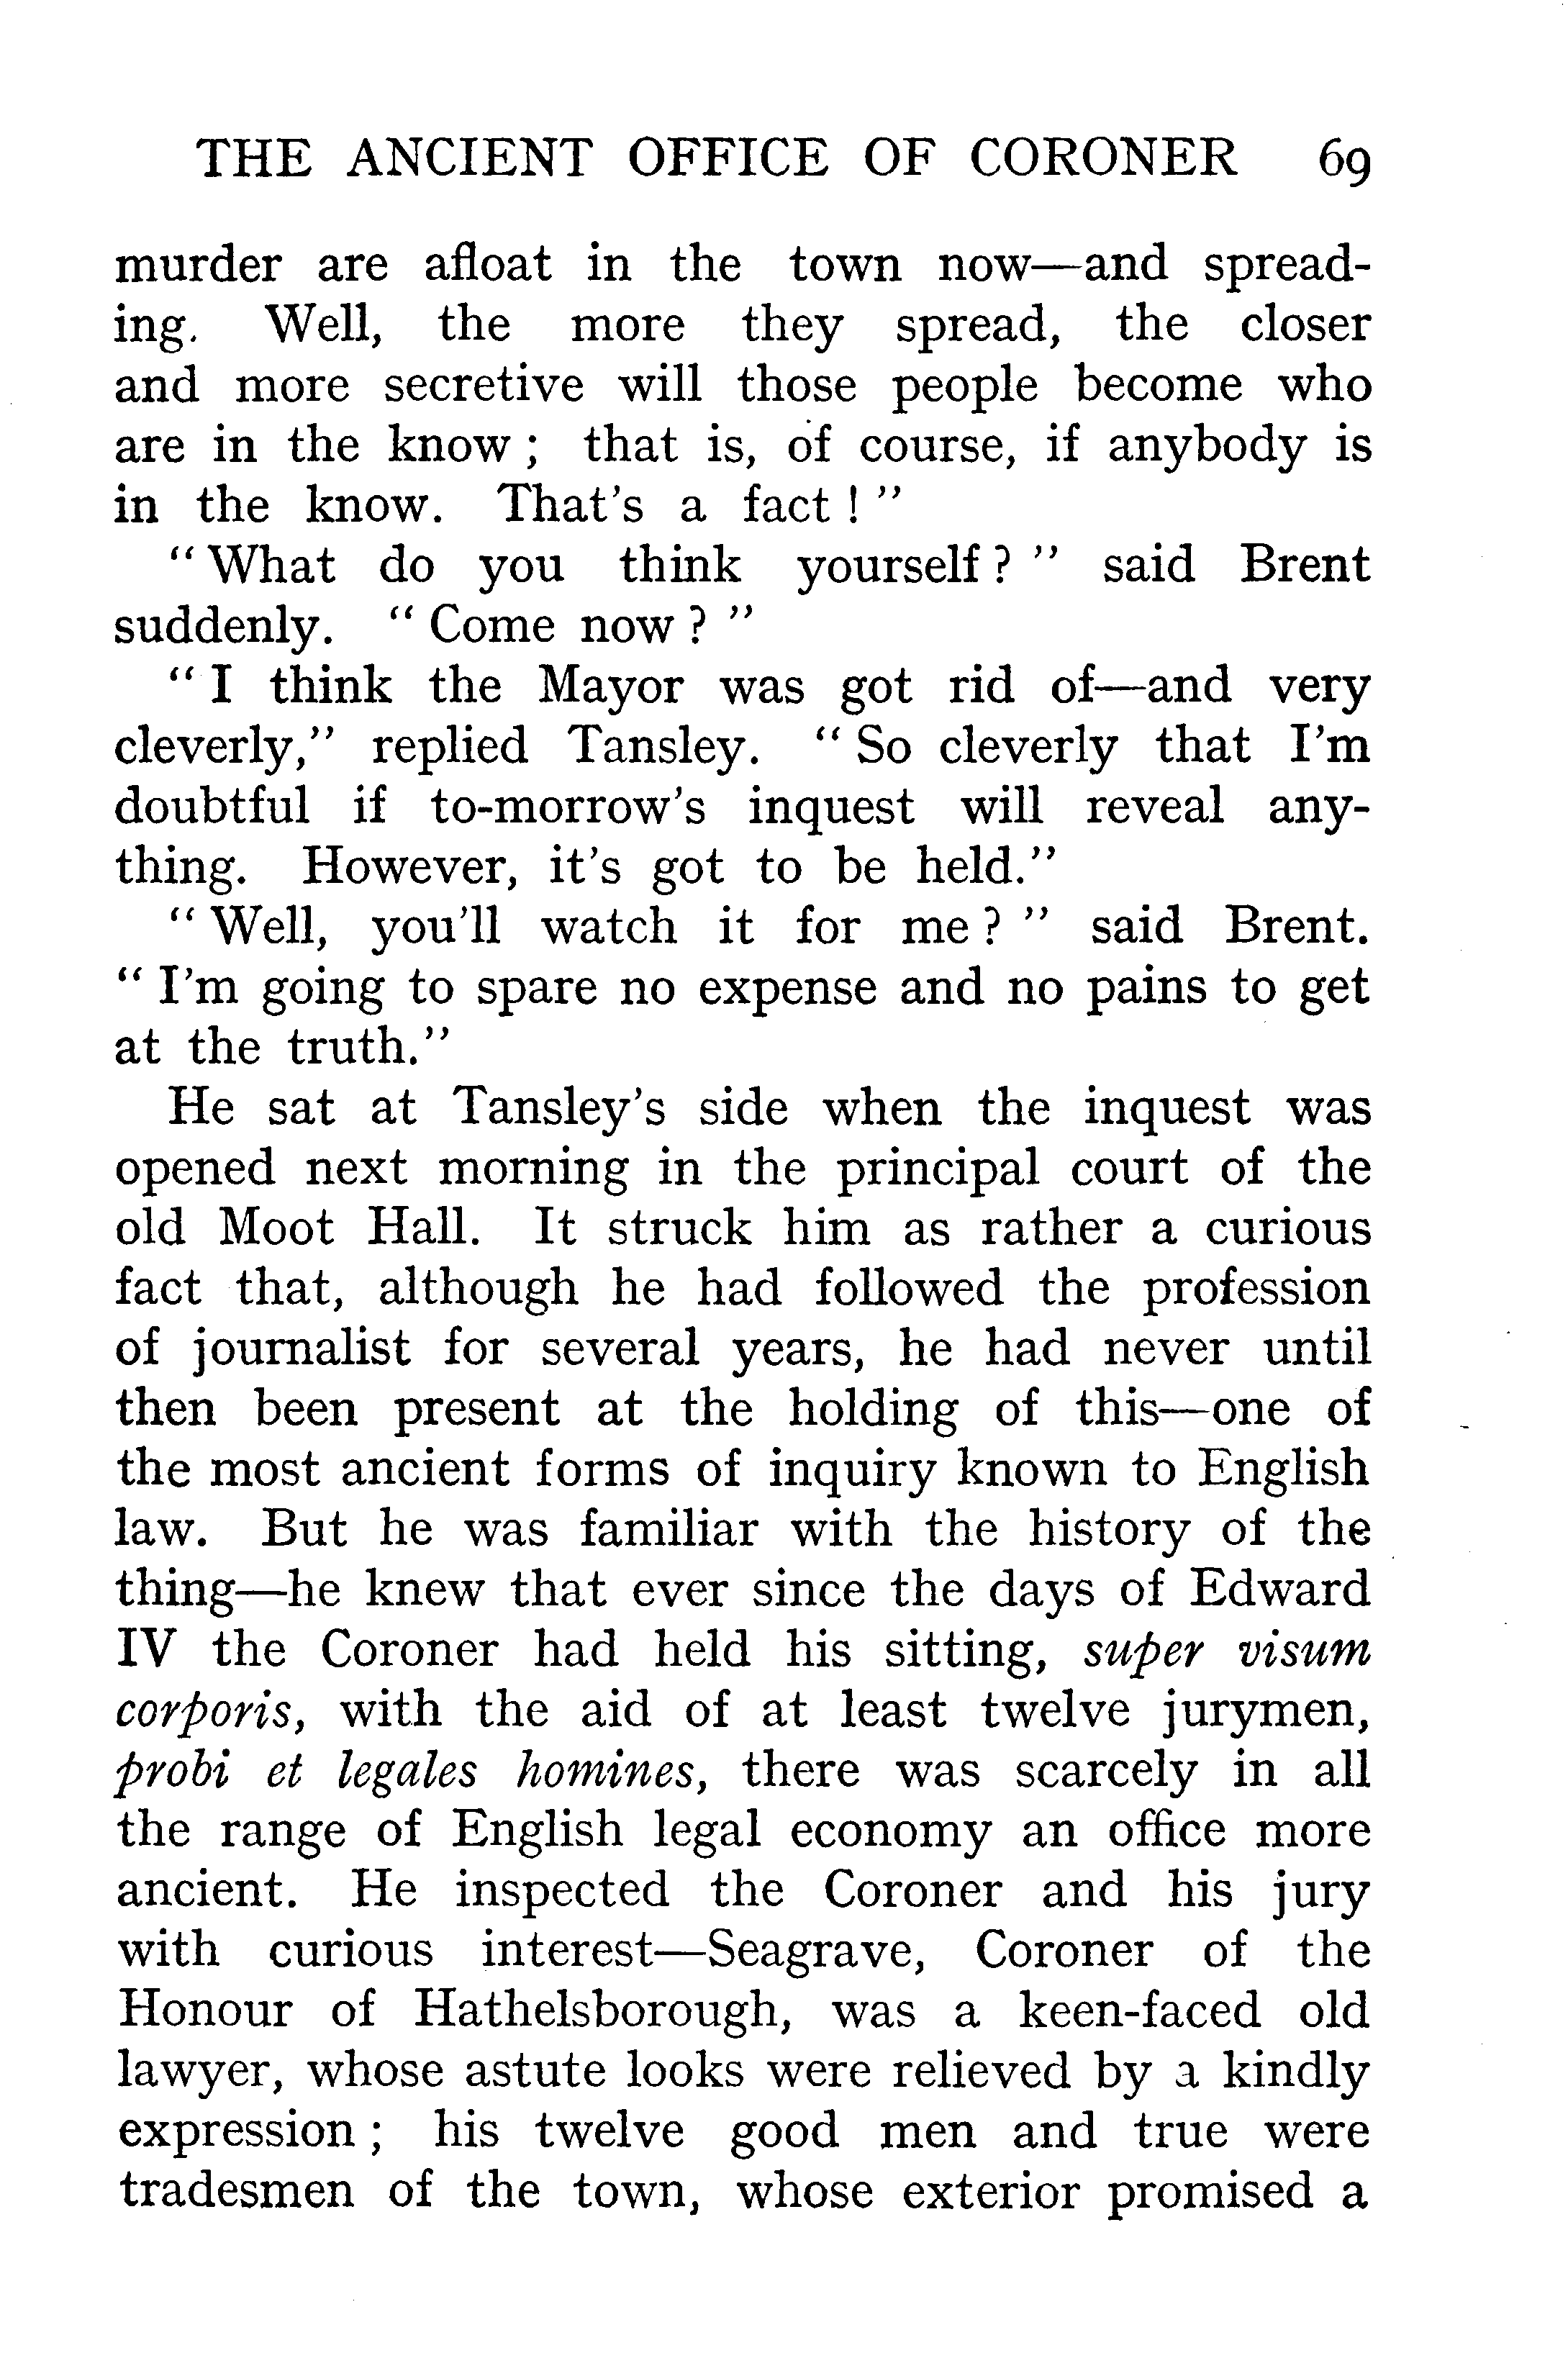 THE ANCIENT OFFICE OF CORONER 69
murder are afloat in the town now—and spread-
ing. Well, the more they spread, the closer
and more secretive will those people become who
are in the know ; that is, of course, if anybody is
in the know. That's a fact ! ”
“ What do you think yourself ? ” said Brent
suddenly. “ Come now ? ”
“ I think the Mayor was got rid of—and very
cleverly,” replied Tansley. “ So cleverly that I'm
doubtful if to-morrow's inquest will reveal any-
thing. However, it's got to be held.”
“ Well, you'll watch it for me ? ” said Brent.
“ I'm going to spare no expense and no pains to get
at the truth.”
He sat at Tansley's side when the inquest was
opened next morning in the principal court of the
old Moot Hall. It struck him as rather a curious
fact that, although he had followed the profession
of journalist for several years, he had never until
then been present at the holding of this—one of
the most ancient forms of inquiry known to English
law. But he was familiar with the history of the
thing—he knew that ever since the days of Edward
IV the Coroner had held his sitting, super visum
corporis, with the aid of at least twelve jurymen,
probi et legales homines, there was scarcely in all
the range of English legal economy an office more
ancient. He inspected the Coroner and his jury
with curious interest—Seagrave, Coroner of the
Honour of Hathelsborough, was a keen-faced old
lawyer, whose astute looks were relieved by a kindly
expression ; his twelve good men and true were
tradesmen of the town, whose exterior promised a